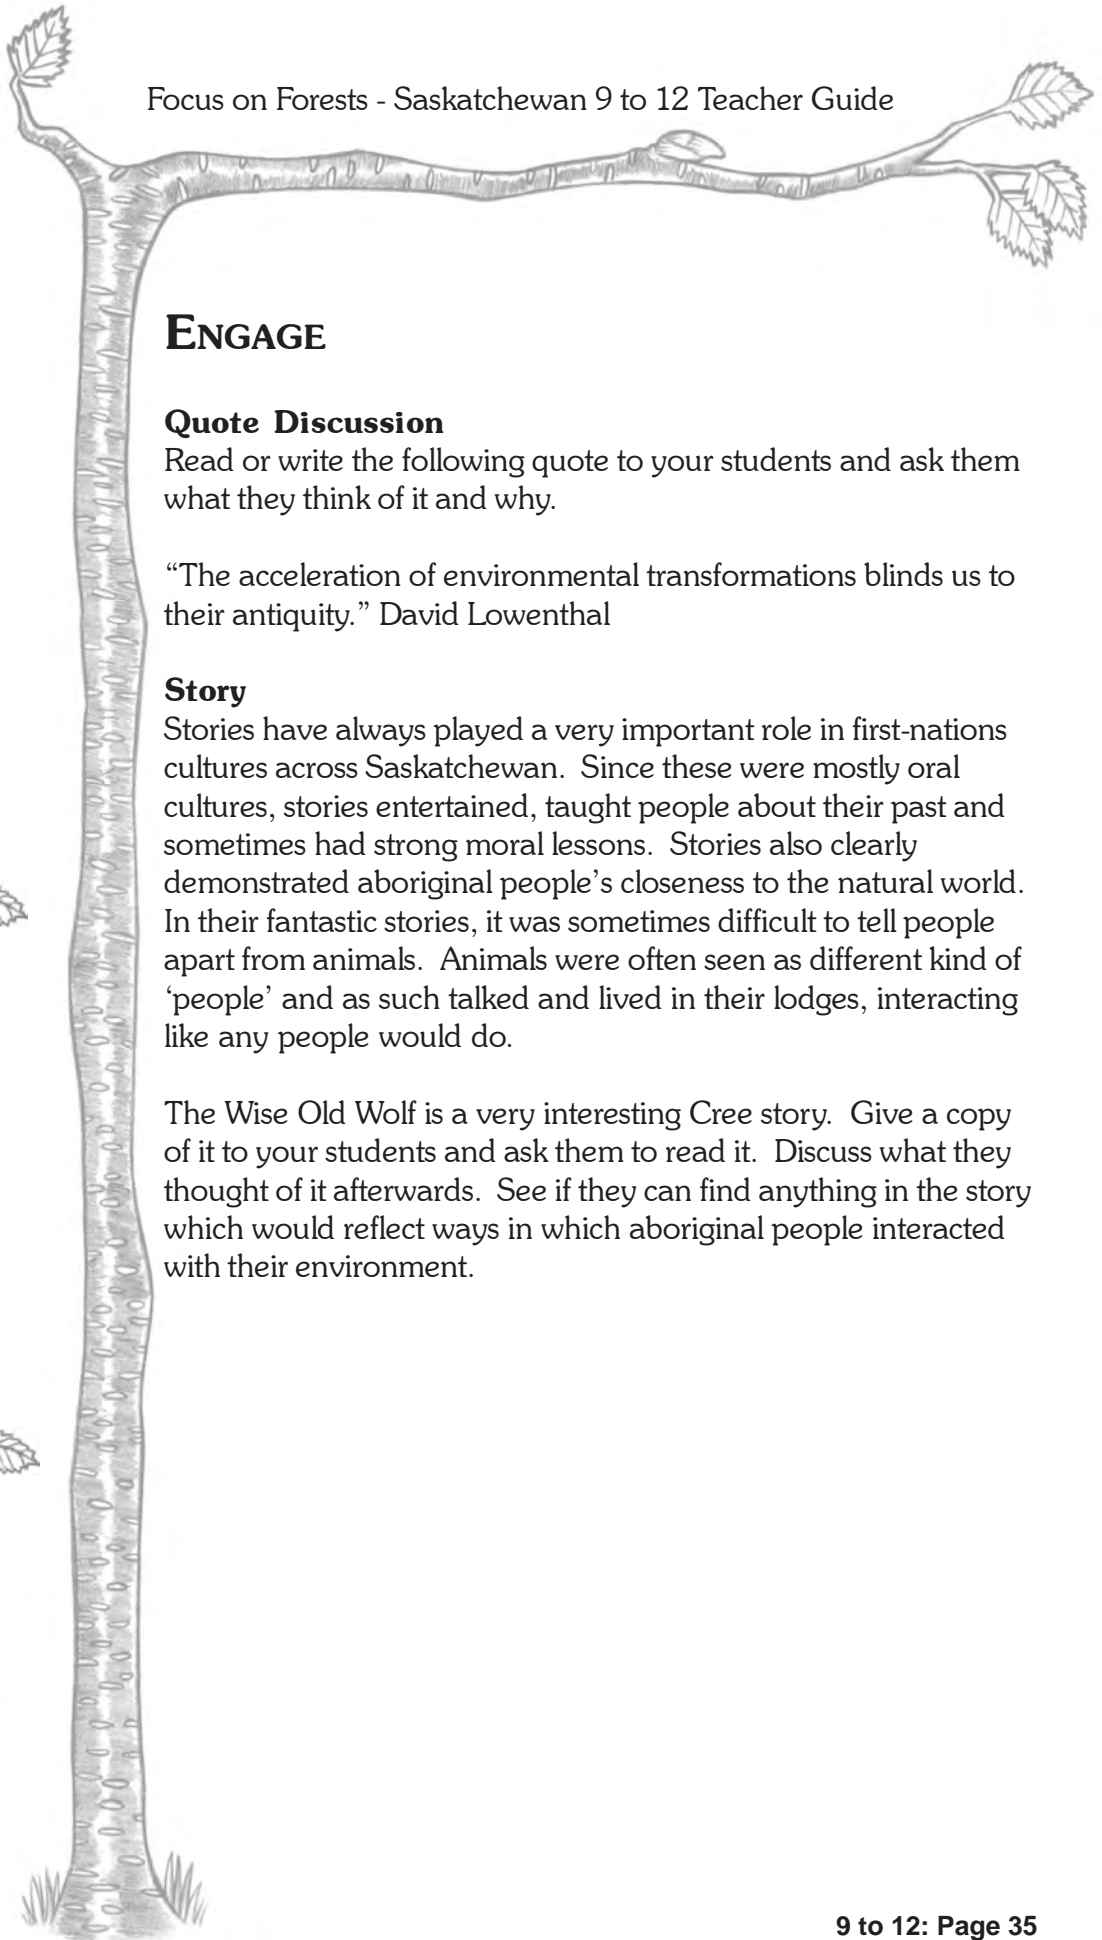 Focus on Forests - Saskatchewan 9 to 12 Teacher Guide
ENGAGE
Quote Discussion
Read or write the following quote to your students and ask them
what they think of it and why.
“The acceleration of environmental transformations blinds us to
their antiquity.” David Lowenthal
Story
Stories have always played a very important role in first-nations
cultures across Saskatchewan.  Since these were mostly oral
cultures, stories entertained, taught people about their past and
sometimes had strong moral lessons.  Stories also clearly
demonstrated aboriginal people’s closeness to the natural world.
In their fantastic stories, it was sometimes difficult to tell people
apart from animals.  Animals were often seen as different kind of
‘people’ and as such talked and lived in their lodges, interacting
like any people would do.
The Wise Old Wolf is a very interesting Cree story.  Give a copy
of it to your students and ask them to read it.  Discuss what they
thought of it afterwards.  See if they can find anything in the story
which would reflect ways in which aboriginal people interacted
with their environment.
9 to 12: Page 35